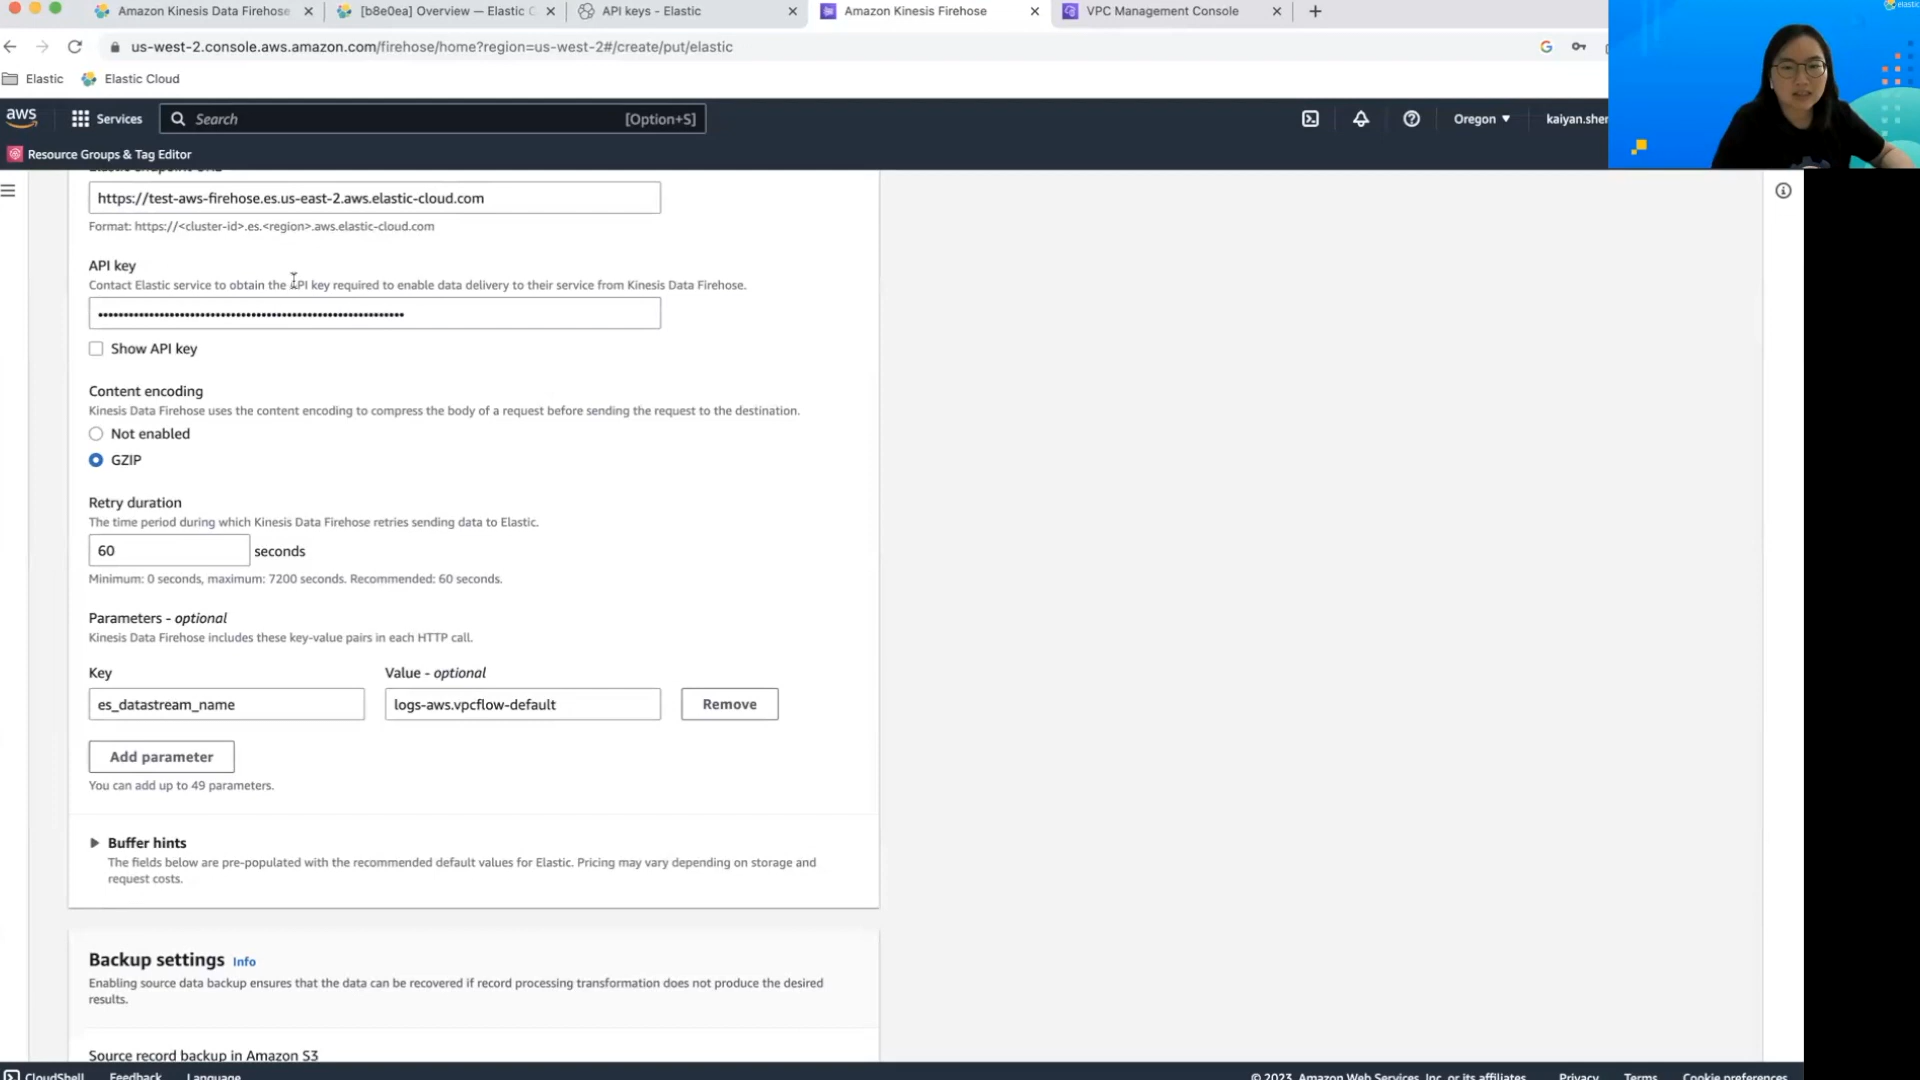 Amazon Kinesis Data Firehose
[b8e0ea] Overview — Elastic C
API keys - Elastic
Amazon Kinesis Firehose
VPC Management Console
us-west-2.console.aws.amazon.com/firehose/home?region=us-west-2#/create/put/elastic
Elastic
Elastic Cloud
elastic
aws
Services
Search
[Option+S]
Oregon
kaiyan.sher
Resource Groups & Tag Editor
Elastic endpoint URL
https://test-aws-firehose.es.us-east-2.aws.elastic-cloud.com
Format: https://<cluster-id>.es.<region>.aws.elastic-cloud.com
API key
Contact Elastic service to obtain the API key required to enable data delivery to their service from Kinesis Data Firehose.
Show API key
Content encoding
Kinesis Data Firehose uses the content encoding to compress the body of a request before sending the request to the destination.
Not enabled
GZIP
Retry duration
The time period during which Kinesis Data Firehose retries sending data to Elastic.
60 seconds
Minimum: 0 seconds, maximum: 7200 seconds. Recommended: 60 seconds.
Parameters - optional
Kinesis Data Firehose includes these key-value pairs in each HTTP call.
Key
Value - optional
es_datastream_name
logs-aws.vpcflow-default
Remove
Add parameter
You can add up to 49 parameters.
Buffer hints
The fields below are pre-populated with the recommended default values for Elastic. Pricing may vary depending on storage and
request costs.
Backup settings Info
Enabling source data backup ensures that the data can be recovered if record processing transformation does not produce the desired
results.
Source record backup in Amazon S3
CloudShell
Feedback
Language
© 2023, Amazon Web Services, Inc. or its affiliates.
Privacy
Terms
Cookie preferences